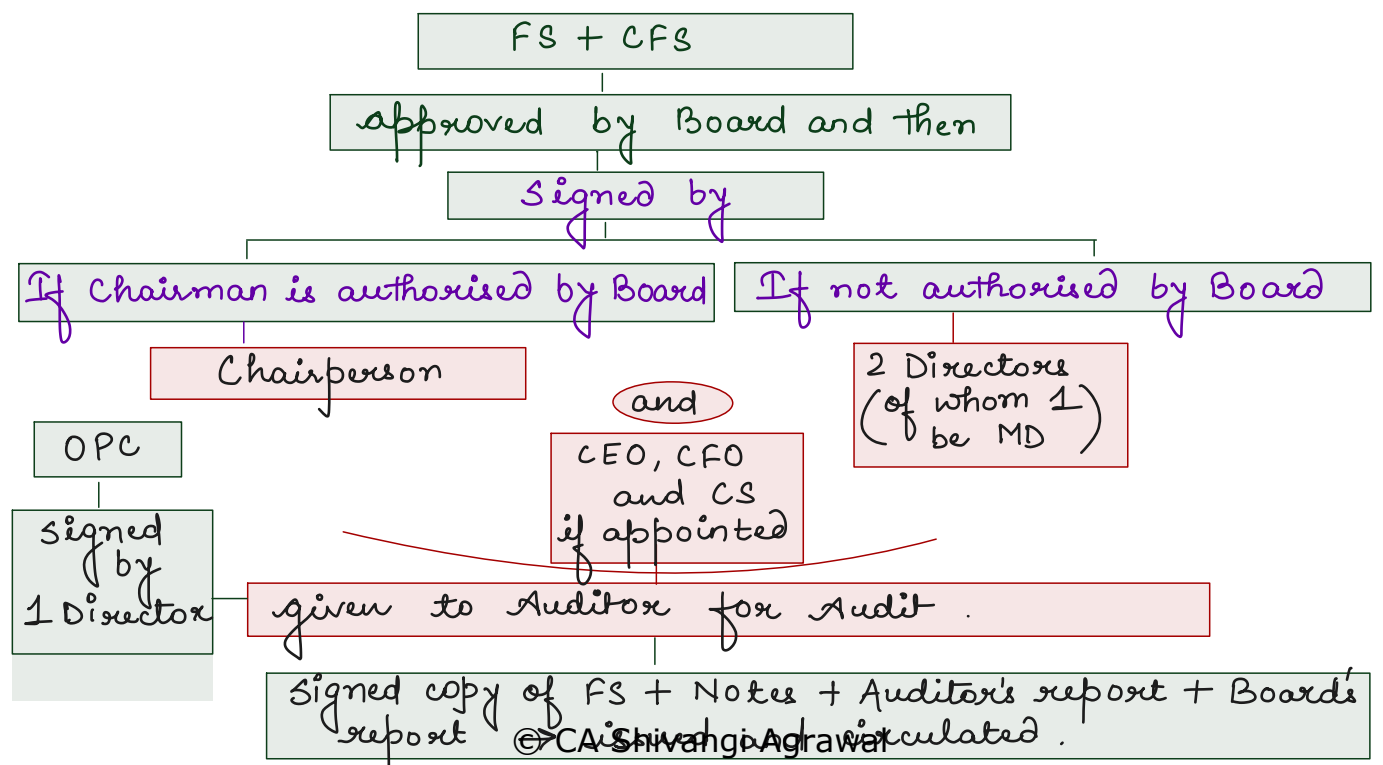 FS + CFS
approved by Board and then
Signed by
If Chairman is authorised by Board
If not authorised by Board
Chairperson
2 Directors
(of whom 1
be MD)
and
CEO, CFO
and CS
if appointed
OPC
signed
by
1 Director
given to Auditor for Audit.
Signed copy of FS + Notes + Auditor's report + Board's
report → issued and circulated.
© CA Shivangi Agrawal